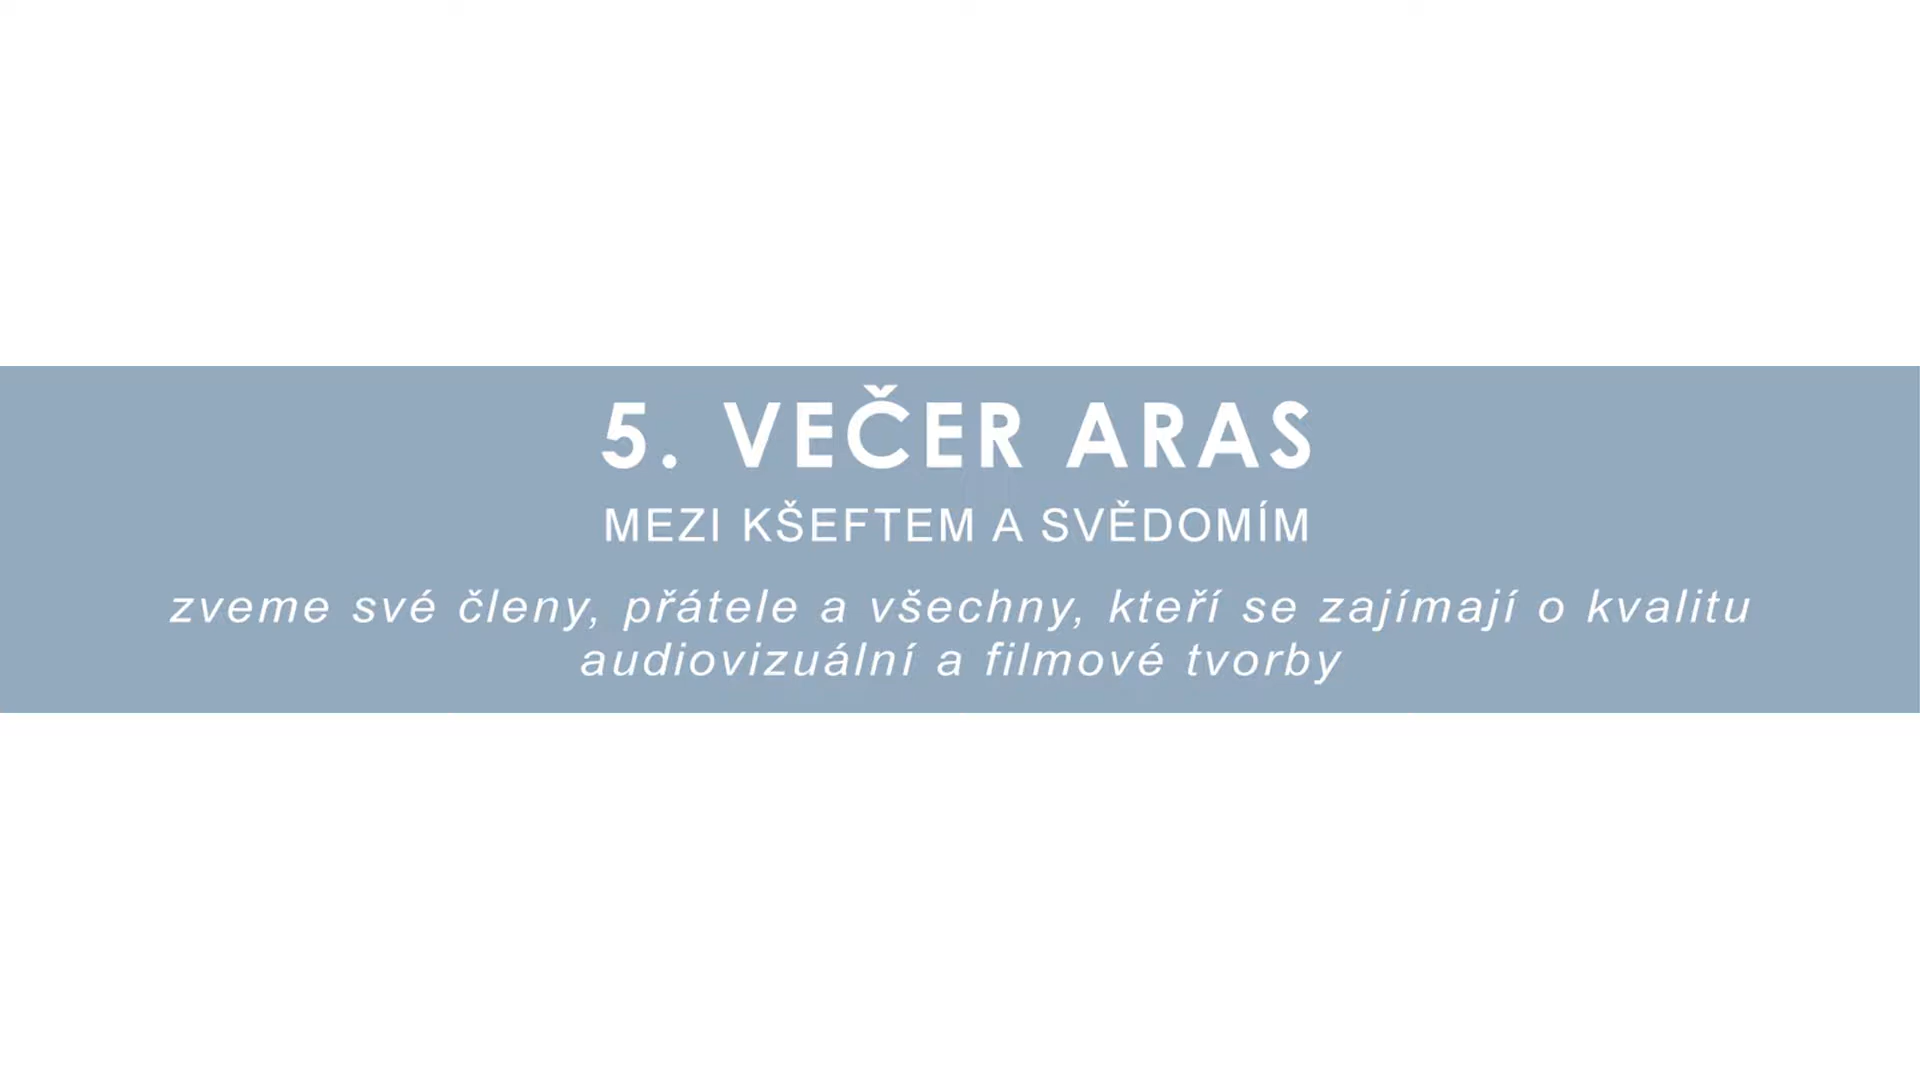 5. VEČER ARAS
MEZI KŠEFTEM A SVĚDOMÍM
zveme své členy, přátele a všechny, kteří se zajímají o kvalitu
audiovizuální a filmové tvorby